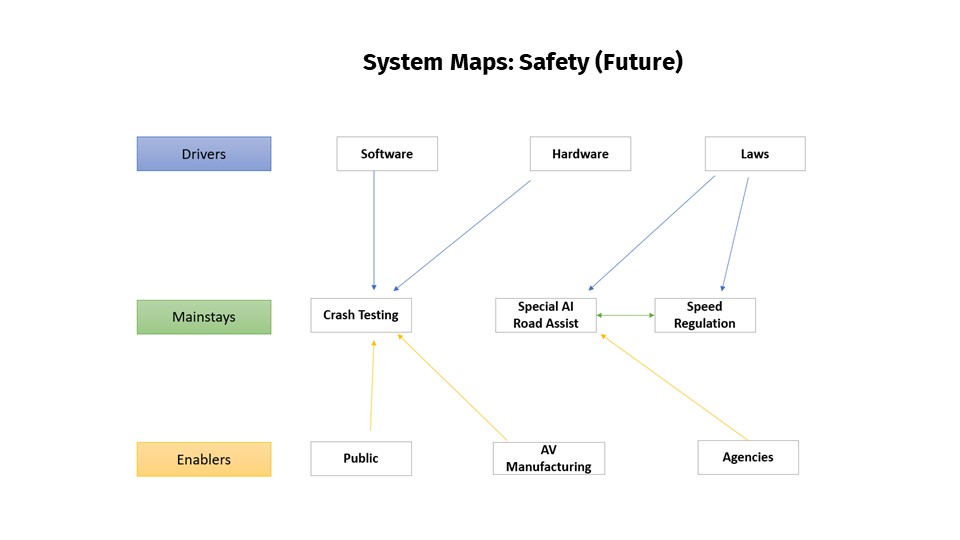 System Maps: Safety (Future)
Drivers
Software
Hardware
Laws
Mainstays
Crash Testing
Special AI
Road Assist
Speed
Regulation
Enablers
Public
AV
Manufacturing
Agencies